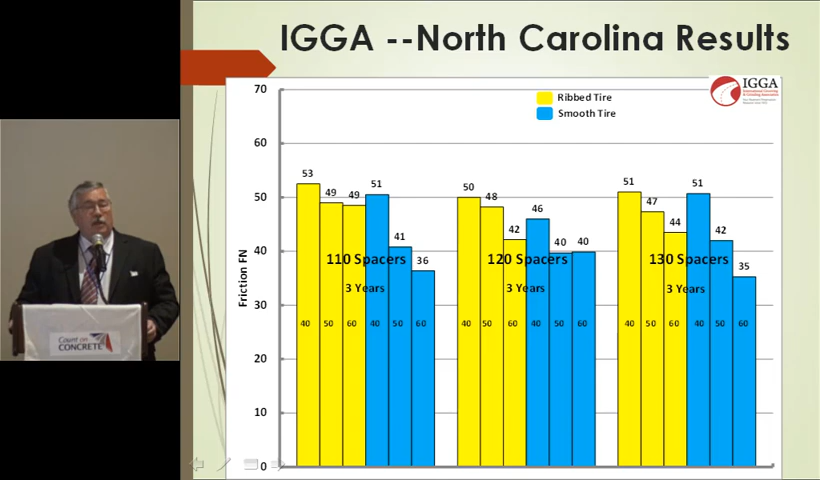 IGGA --North Carolina Results
IGGA
Ribbed Tire
Smooth Tire
Friction FN
70
60
50
40
30
20
10
0
53
49
49
51
41
36
110 Spacers
3 Years
40 50 60 40 50 60
50
48
42
46
40
40
120 Spacers
3 Years
40 50 60 40 50 60
51
47
44
51
42
35
130 Spacers
3 Years
40 50 60 40 50 60
Count on
CONCRETE